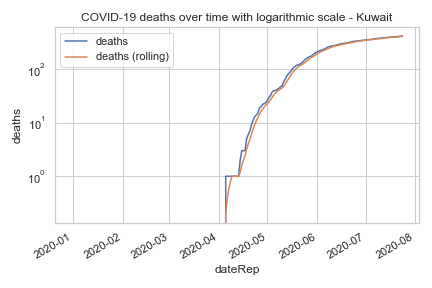 COVID-19 deaths over time with logarithmic scale - Kuwait
deaths
deaths (rolling)
10²
10¹
10⁰
deaths
2020-01
2020-02
2020-03
2020-04
2020-05
2020-06
2020-07
2020-08
dateRep